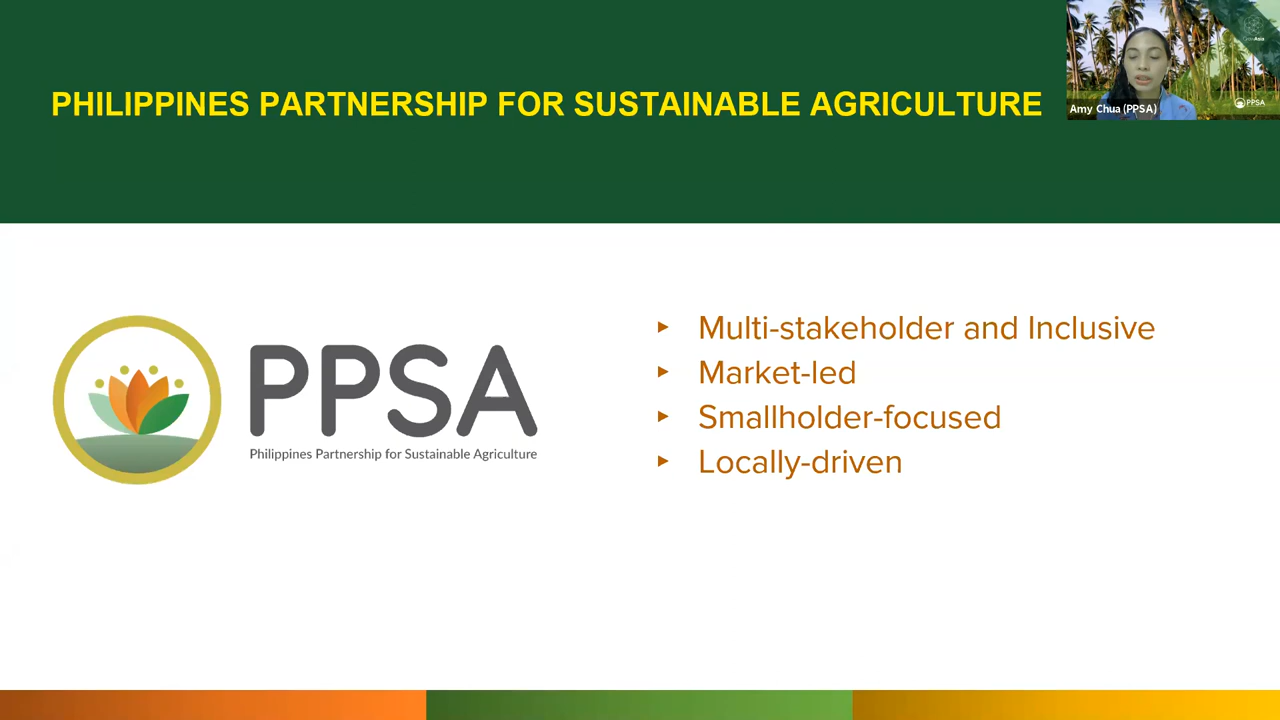 PHILIPPINES PARTNERSHIP FOR SUSTAINABLE AGRICULTURE
Amy Chua (PPSA)
PPSA
PPSA
Philippines Partnership for Sustainable Agriculture
▸ Multi-stakeholder and Inclusive
▸ Market-led
▸ Smallholder-focused
▸ Locally-driven